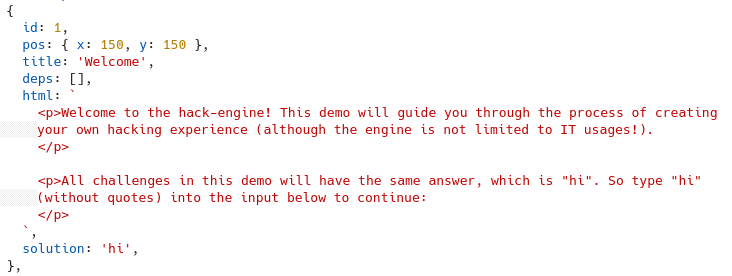 {
  id: 1,
  pos: { x: 150, y: 150 },
  title: 'Welcome',
  deps: [],
  html: `
    <p>Welcome to the hack-engine! This demo will guide you through the process of creating
    your own hacking experience (although the engine is not limited to IT usages!).
    </p>

    <p>All challenges in this demo will have the same answer, which is "hi". So type "hi"
    (without quotes) into the input below to continue:
    </p>
  `,
  solution: 'hi',
},